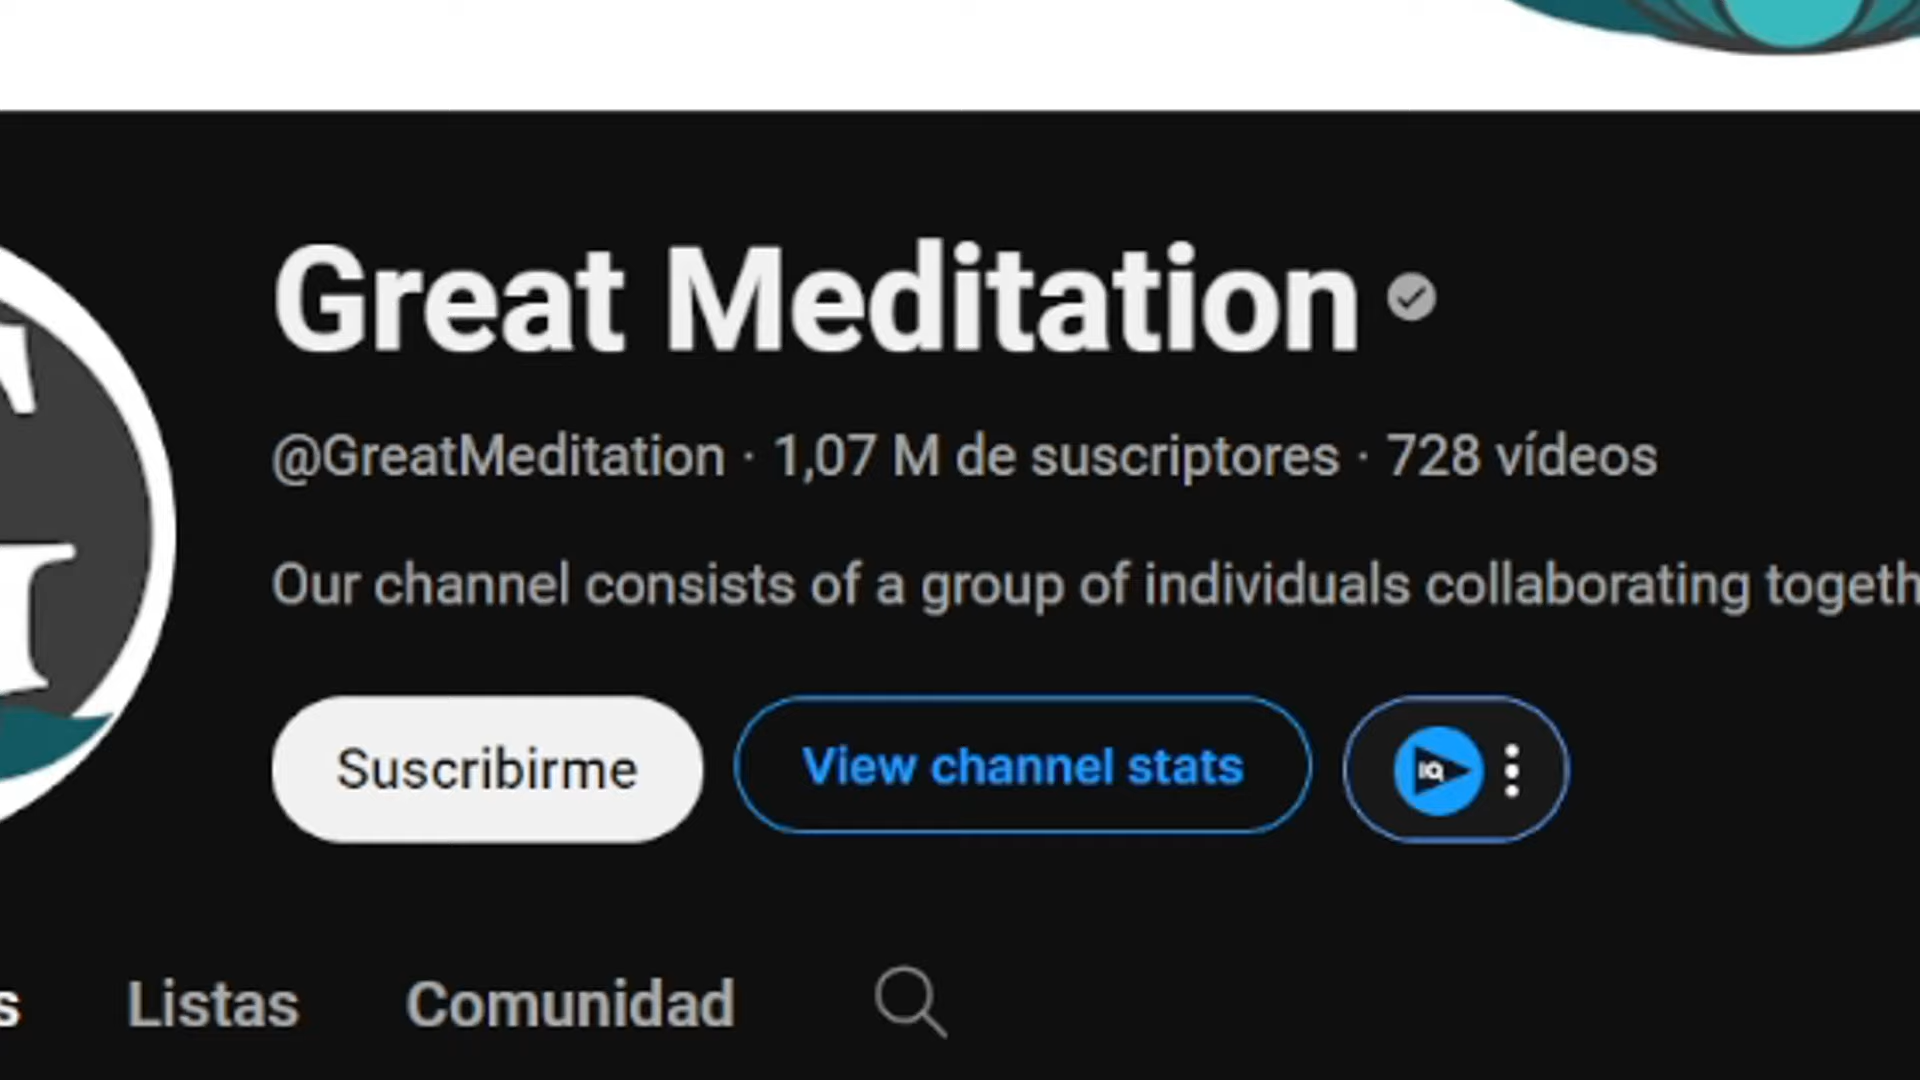 Great Meditation
@GreatMeditation · 1,07 M de suscriptores · 728 vídeos
Our channel consists of a group of individuals collaborating togeth
Suscribirme
View channel stats
IQ
s
Listas
Comunidad
G